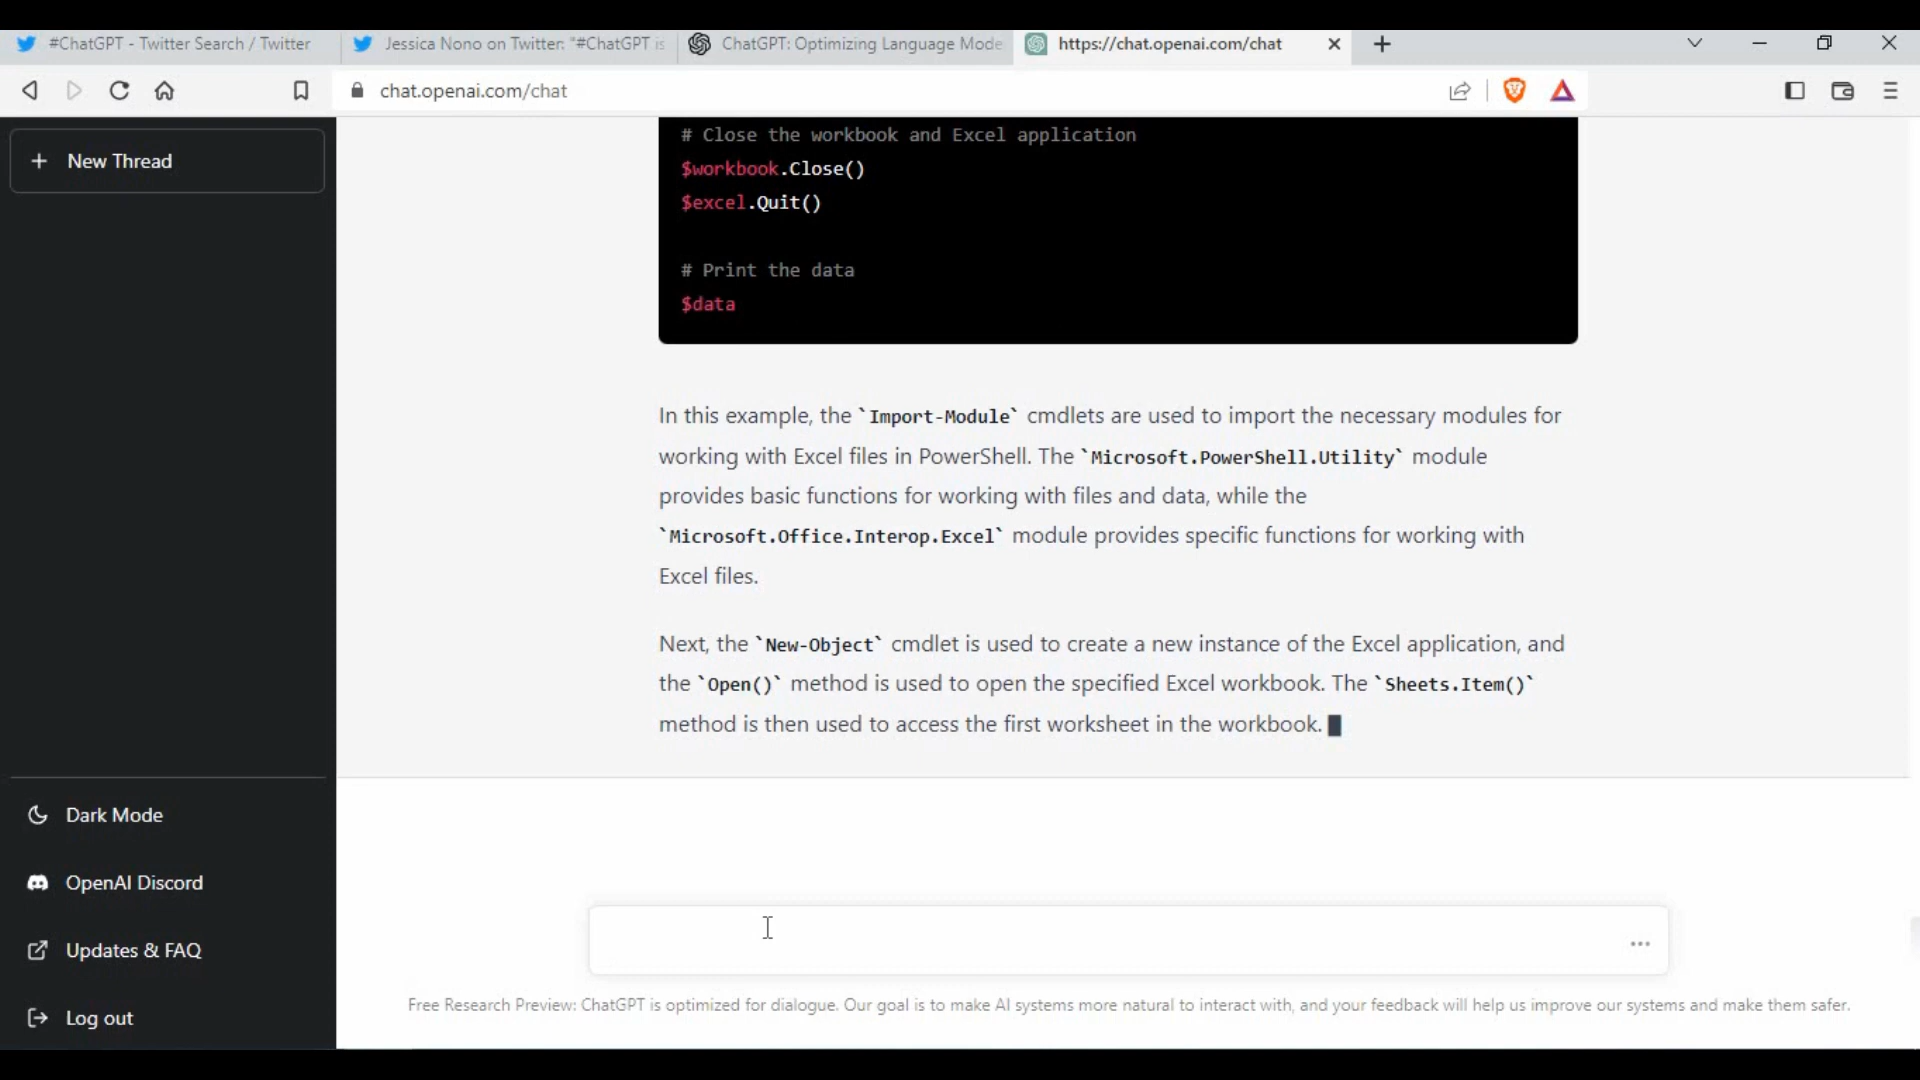 #ChatGPT - Twitter Search / Twitter
Jessica Nono on Twitter: "#ChatGPT is
ChatGPT: Optimizing Language Mode
https://chat.openai.com/chat
chat.openai.com/chat
New Thread
# Close the workbook and Excel application
$workbook.Close()
$excel.Quit()
# Print the data
$data
In this example, the `Import-Module` cmdlets are used to import the necessary modules for
working with Excel files in PowerShell. The `Microsoft.PowerShell.Utility` module
provides basic functions for working with files and data, while the
`Microsoft.Office.Interop.Excel` module provides specific functions for working with
Excel files.
Next, the `New-Object` cmdlet is used to create a new instance of the Excel application, and
the `Open()` method is used to open the specified Excel workbook. The `Sheets.Item()`
method is then used to access the first worksheet in the workbook.
Dark Mode
OpenAI Discord
Updates & FAQ
Log out
Free Research Preview: ChatGPT is optimized for dialogue. Our goal is to make AI systems more natural to interact with, and your feedback will help us improve our systems and make them safer.